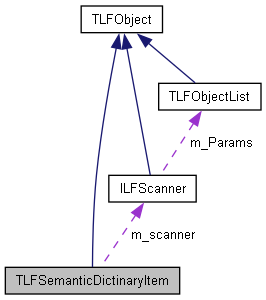 TLFObject
TLFObjectList
m_Params
ILFScanner
m_scanner
TLFSemanticDictinaryItem